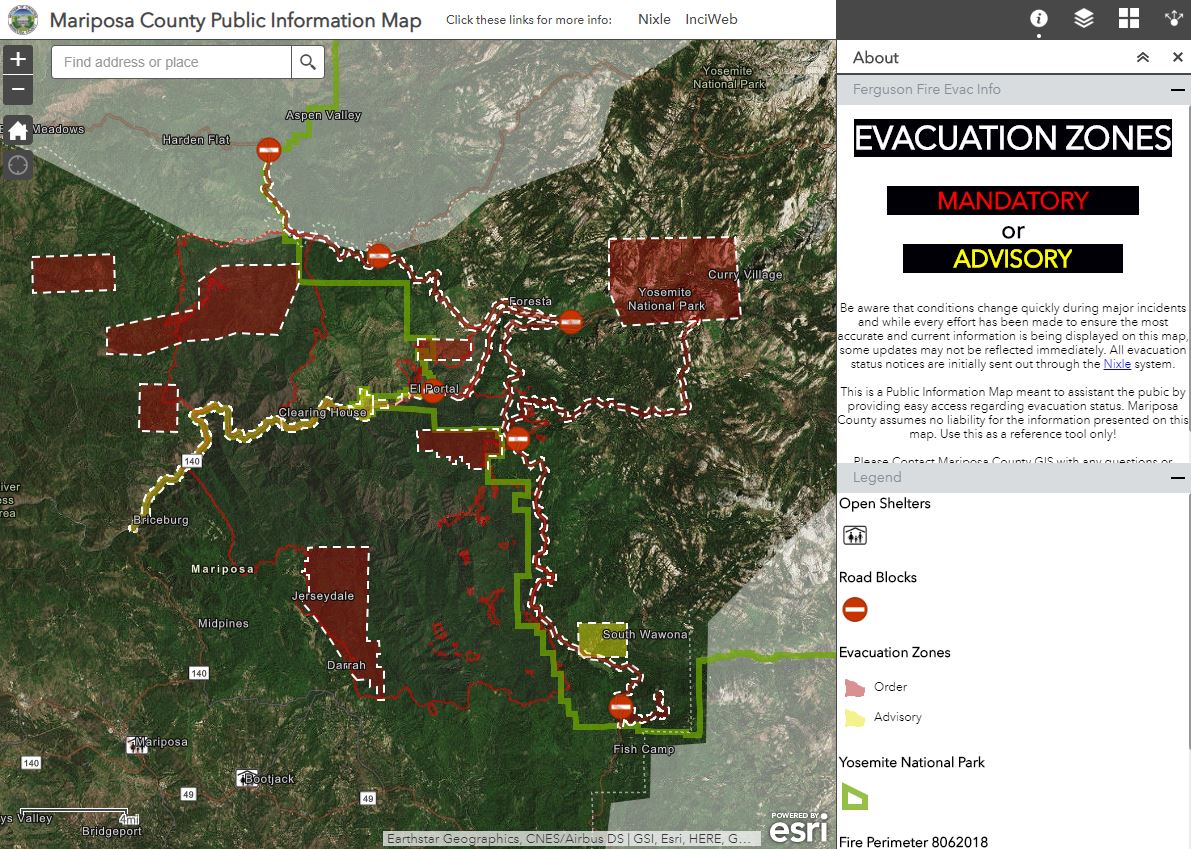 Mariposa County Public Information Map
Click these links for more info:
Nixle
InciWeb
Find address or place
Yosemite
National Park
Aspen Valley
Meadows
Harden Flat
Curry Village
Yosemite
National Park
Foresta
El Portal
Clearing House
140
Briceburg
Mariposa
Jerseydale
Midpines
South Wawona
Darrah
140
Mariposa
Fish Camp
140
Bootjack
49
49
4mi
ys Valley
Bridgeport
Earthstar Geographics, CNES/Airbus DS | GSI, Esri, HERE, G...
POWERED BY
esri
About
Ferguson Fire Evac Info
EVACUATION ZONES
MANDATORY
or
ADVISORY
Be aware that conditions change quickly during major incidents
and while every effort has been made to ensure the most
accurate and current information is being displayed on this map,
some updates may not be reflected immediately. All evacuation
status notices are initially sent out through the Nixle system.
This is a Public Information Map meant to assistant the pubic by
providing easy access regarding evacuation status. Mariposa
County assumes no liability for the information presented on this
map. Use this as a reference tool only!
Please Contact Mariposa County GIS with any questions or
Legend
Open Shelters
Road Blocks
Evacuation Zones
Order
Advisory
Yosemite National Park
Fire Perimeter 8062018